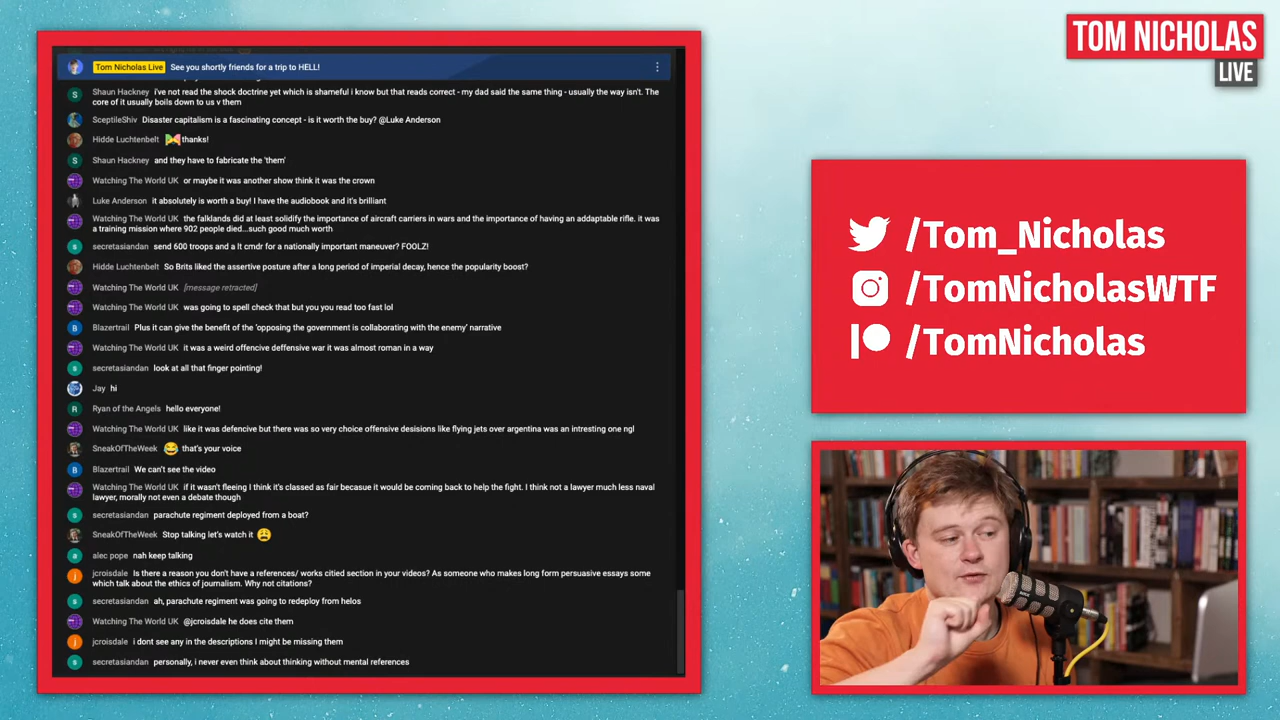 TOM NICHOLAS
LIVE
Tom Nicholas Live See you shortly friends for a trip to HELL!
S Shaun Hackney i've not read the shock doctrine yet which is shameful i know but that reads correct - my dad said the same thing - usually the way isn't. The
core of it usually boils down to us v them
SceptileShiv Disaster capitalism is a fascinating concept - is it worth the buy? @Luke Anderson
Hidde Luchtenbelt thanks!
S Shaun Hackney and they have to fabricate the 'them'
Watching The World UK or maybe it was another show think it was the crown
Luke Anderson it absolutely is worth a buy! I have the audiobook and it's brilliant
Watching The World UK the falklands did at least solidify the importance of aircraft carriers in wars and the importance of having an addaptable rifle. it was
a training mission where 902 people died...such good much worth
s secretasiandan send 600 troops and a lt cmdr for a nationally important maneuver? FOOLZ!
Hidde Luchtenbelt So Brits liked the assertive posture after a long period of imperial decay, hence the popularity boost?
Watching The World UK [message retracted]
Watching The World UK was going to spell check that but you you read too fast lol
B Blazertrail Plus it can give the benefit of the 'opposing the government is collaborating with the enemy' narrative
Watching The World UK it was a weird offencive deffensive war it was almost roman in a way
s secretasiandan look at all that finger pointing!
Jay hi
R Ryan of the Angels hello everyone!
Watching The World UK like it was defencive but there was so very choice offensive desisions like flying jets over argentina was an intresting one ngl
SneakOfTheWeek 😂 that's your voice
B Blazertrail We can't see the video
Watching The World UK if it wasn't fleeing I think it's classed as fair becasue it would be coming back to help the fight. I think not a lawyer much less naval
lawyer, morally not even a debate though
s secretasiandan parachute regiment deployed from a boat?
SneakOfTheWeek Stop talking let's watch it 😩
a alec pope nah keep talking
j jcroisdale Is there a reason you don't have a references/ works citied section in your videos? As someone who makes long form persuasive essays some
which talk about the ethics of journalism. Why not citations?
s secretasiandan ah, parachute regiment was going to redeploy from helos
Watching The World UK @jcroisdale he does cite them
j jcroisdale i dont see any in the descriptions I might be missing them
s secretasiandan personally, i never even think about thinking without mental references
/Tom_Nicholas
/TomNicholasWTF
/TomNicholas